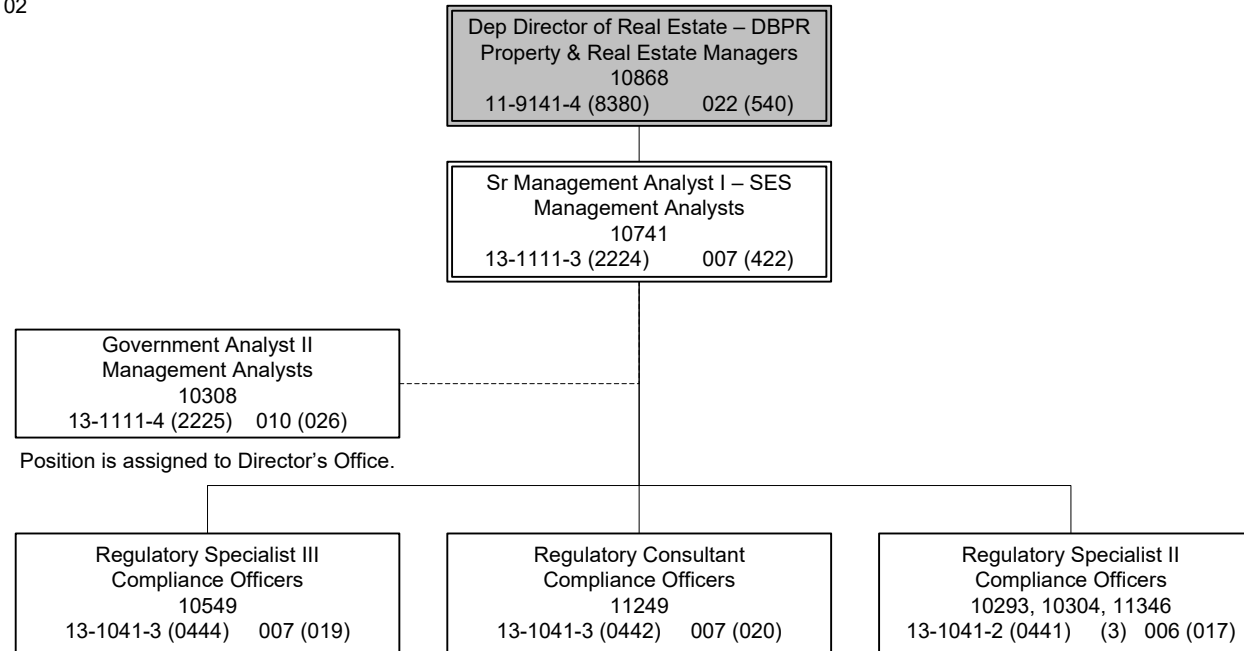 02
Dep Director of Real Estate – DBPR
Property & Real Estate Managers
10868
11-9141-4 (8380) 022 (540)
Sr Management Analyst I – SES
Management Analysts
10741
13-1111-3 (2224) 007 (422)
Government Analyst II
Management Analysts
10308
13-1111-4 (2225) 010 (026)
Position is assigned to Director’s Office.
Regulatory Specialist III
Compliance Officers
10549
13-1041-3 (0444) 007 (019)
Regulatory Consultant
Compliance Officers
11249
13-1041-3 (0442) 007 (020)
Regulatory Specialist II
Compliance Officers
10293, 10304, 11346
13-1041-2 (0441) (3) 006 (017)